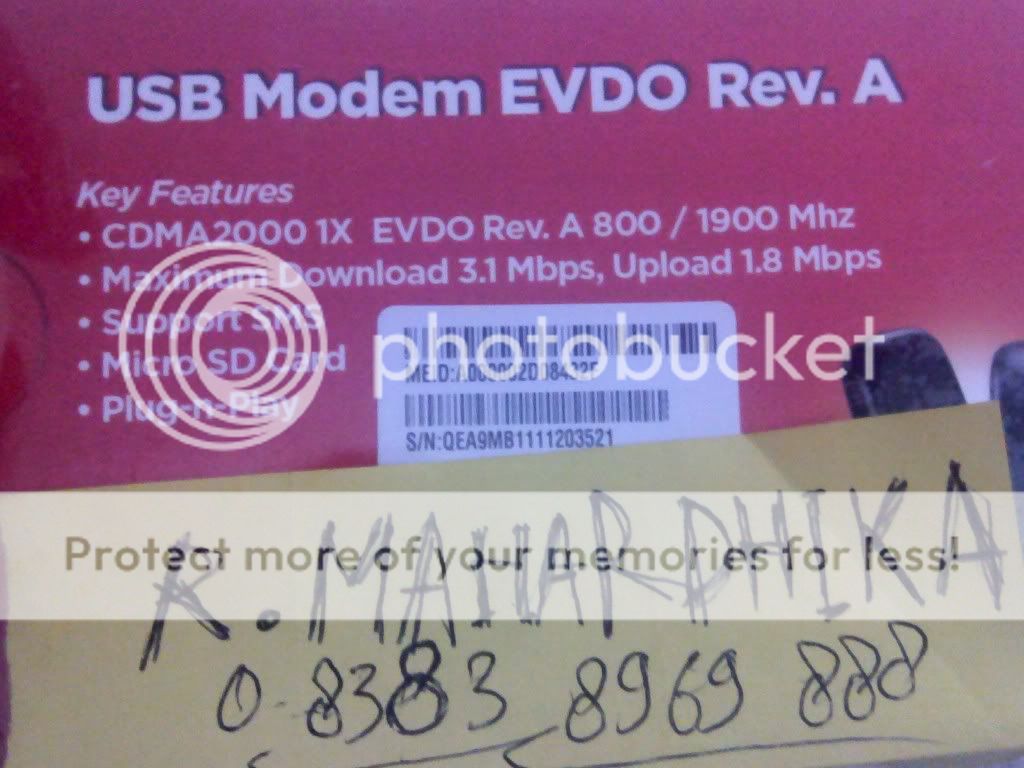 USB Modem EVDO Rev. A
Key Features
• CDMA2000 1X EVDO Rev. A 800 / 1900 Mhz
• Maximum Download 3.1 Mbps, Upload 1.8 Mbps
• Support SMS
• Micro SD Card
• Plug-n-Play
photobucket
S/N:QEA9MB1111203521
Protect more of your memories for less!
R. MAHARDHIKA
0-8383 8969 888